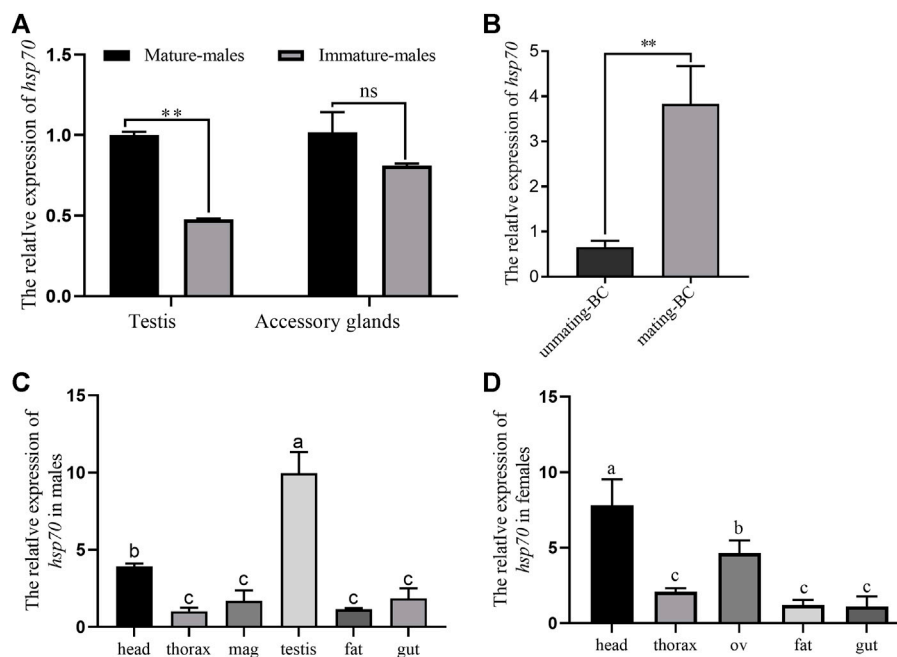 A
The relatIve expression of hsp70
Mature-males
Immature-males
1.5
1.0
0.5
0.0
**
ns
Testis
Accessory glands
B
The relatIve expression of hsp70
5
4
3
2
1
0
**
unmating-BC
mating-BC
C
The relatIve expression of
hsp70 in males
15
10
5
0
b
c
c
a
c
c
head
thorax
mag
testis
fat
gut
D
The relatIve expression of
hsp70 in females
15
10
5
0
a
c
b
c
c
head
thorax
ov
fat
gut